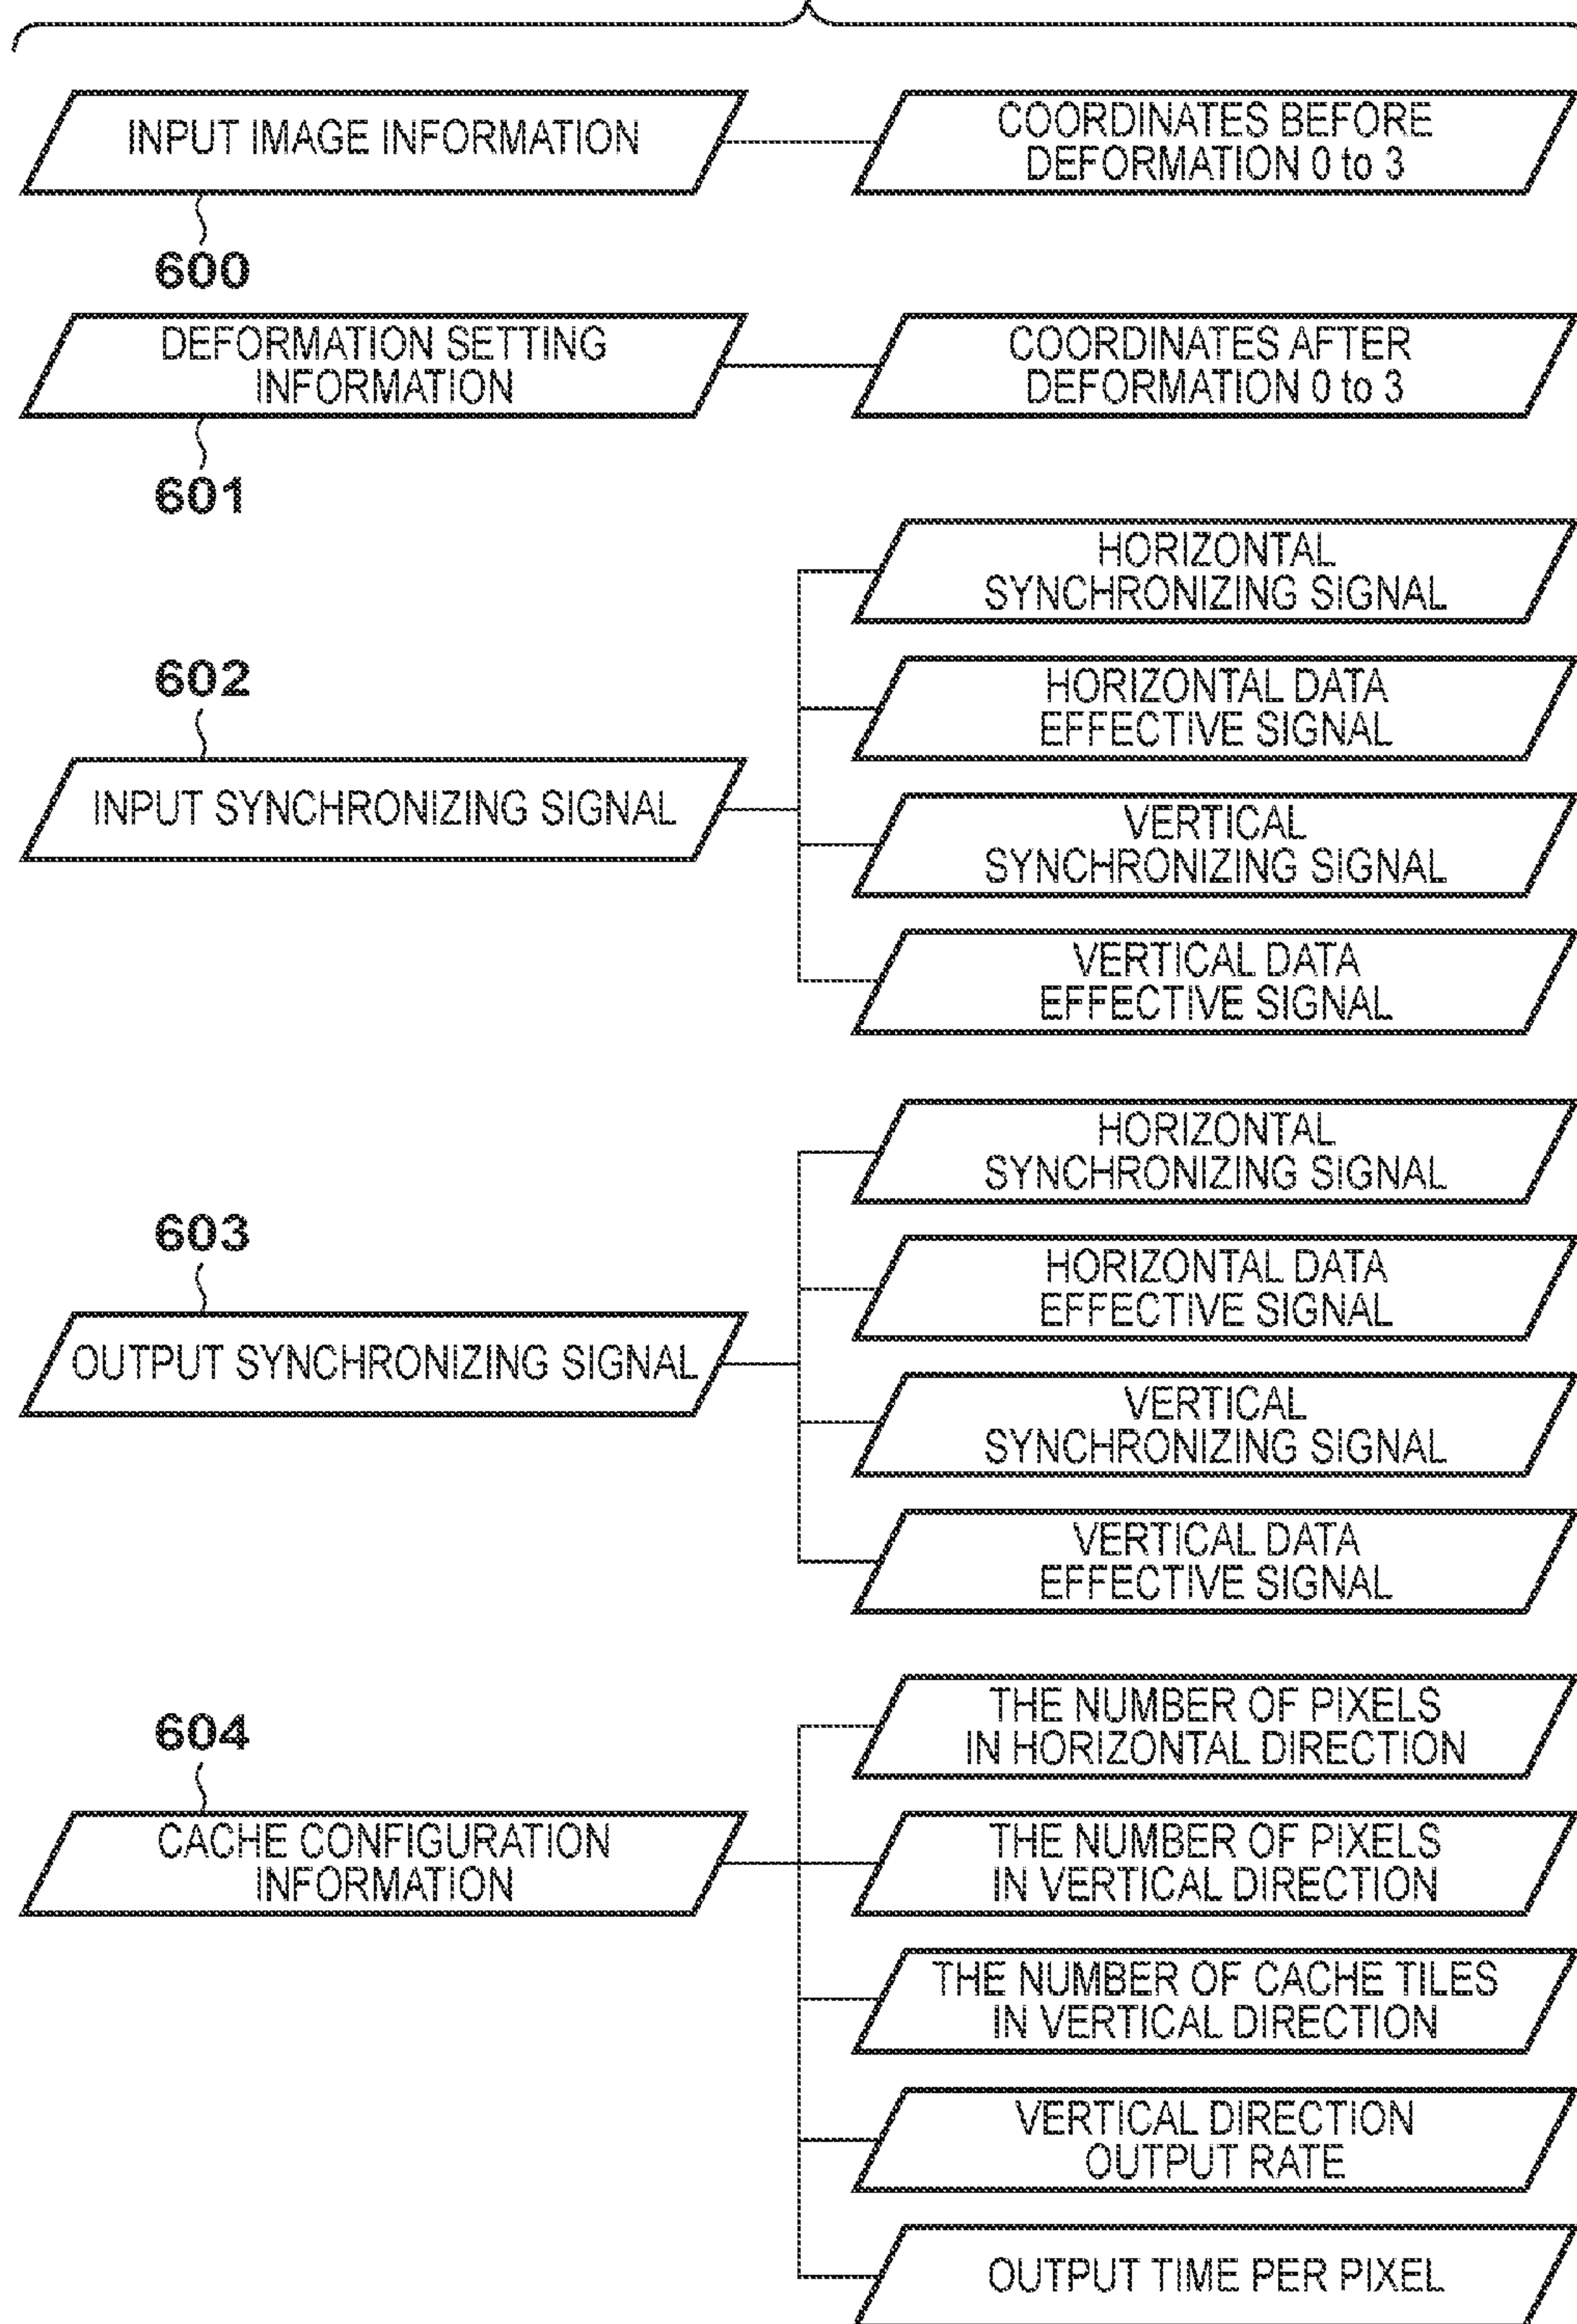 INPUT IMAGE INFORMATION
COORDINATES BEFORE
DEFORMATION 0 to 3
600
DEFORMATION SETTING
INFORMATION
COORDINATES AFTER
DEFORMATION 0 to 3
601
HORIZONTAL
SYNCHRONIZING SIGNAL
HORIZONTAL DATA
EFFECTIVE SIGNAL
602
INPUT SYNCHRONIZING SIGNAL
VERTICAL
SYNCHRONIZING SIGNAL
VERTICAL DATA
EFFECTIVE SIGNAL
HORIZONTAL
SYNCHRONIZING SIGNAL
603
HORIZONTAL DATA
EFFECTIVE SIGNAL
OUTPUT SYNCHRONIZING SIGNAL
VERTICAL
SYNCHRONIZING SIGNAL
VERTICAL DATA
EFFECTIVE SIGNAL
604
THE NUMBER OF PIXELS
IN HORIZONTAL DIRECTION
CACHE CONFIGURATION
INFORMATION
THE NUMBER OF PIXELS
IN VERTICAL DIRECTION
THE NUMBER OF CACHE TILES
IN VERTICAL DIRECTION
VERTICAL DIRECTION
OUTPUT RATE
OUTPUT TIME PER PIXEL